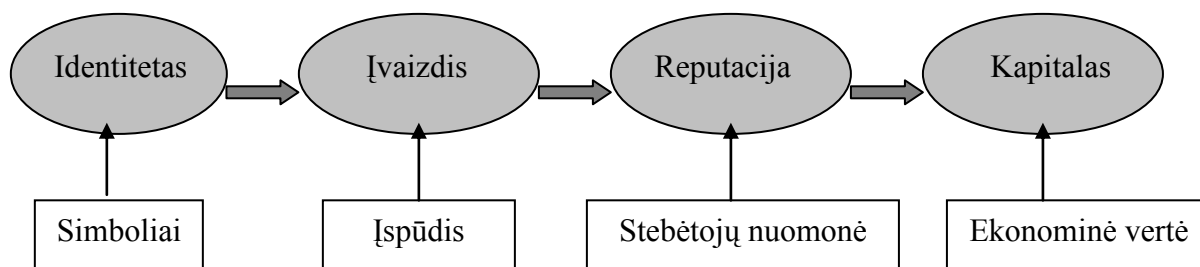 Identitetas
Įvaizdis
Reputacija
Kapitalas
Simboliai
Įspūdis
Stebėtojų nuomonė
Ekonominė vertė